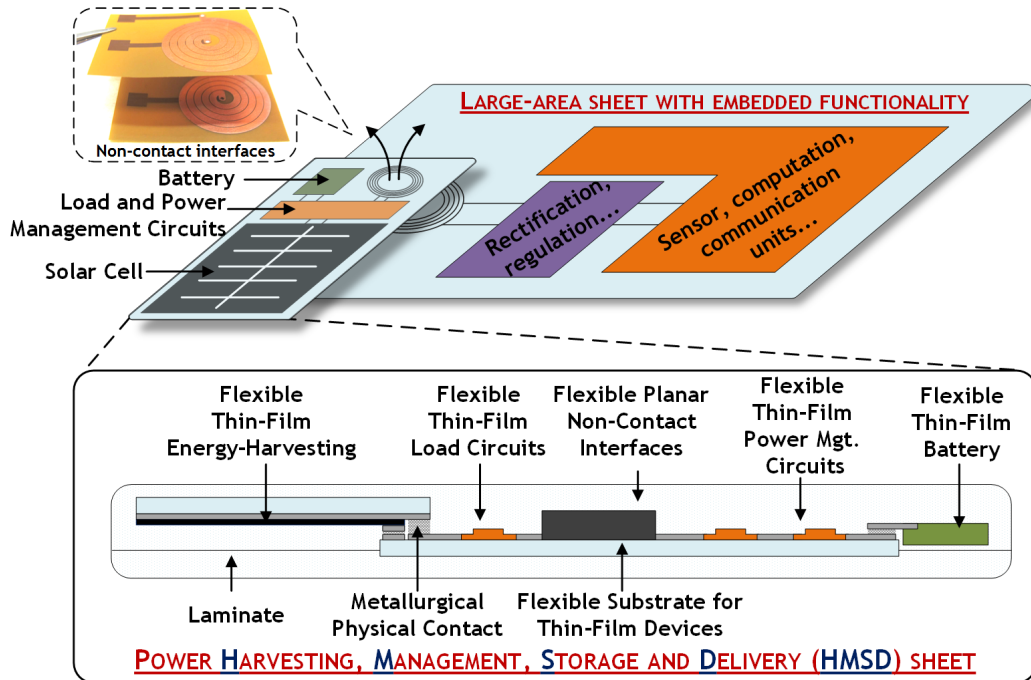 LARGE-AREA SHEET WITH EMBEDDED FUNCTIONALITY
Non-contact interfaces
Battery
Load and Power
Management Circuits
Solar Cell
Rectification,
regulation...
Sensor, computation,
communication
units...
Flexible
Thin-Film
Energy-Harvesting
Flexible
Thin-Film
Load Circuits
Flexible Planar
Non-Contact
Interfaces
Flexible
Thin-Film
Power Mgt.
Circuits
Flexible
Thin-Film
Battery
Laminate
Metallurgical
Physical Contact
Flexible Substrate for
Thin-Film Devices
POWER HARVESTING, MANAGEMENT, STORAGE AND DELIVERY (HMSD) SHEET